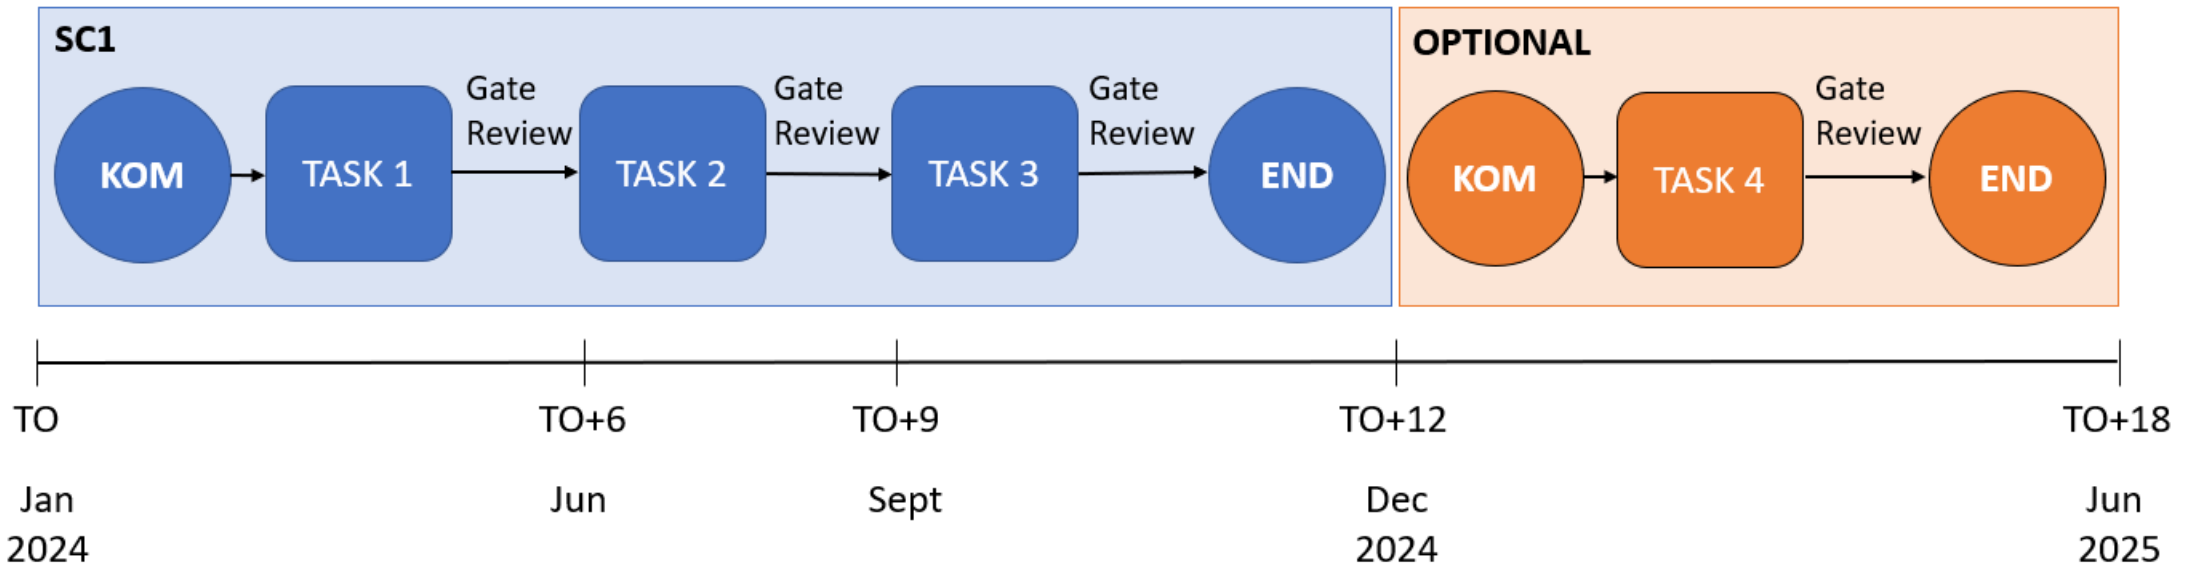 SC1
OPTIONAL
Gate
Review
Gate
Review
Gate
Review
Gate
Review
KOM
TASK 1
TASK 2
TASK 3
END
KOM
TASK 4
END
TO
TO+6
TO+9
TO+12
TO+18
Jan
2024
Jun
Sept
Dec
2024
Jun
2025